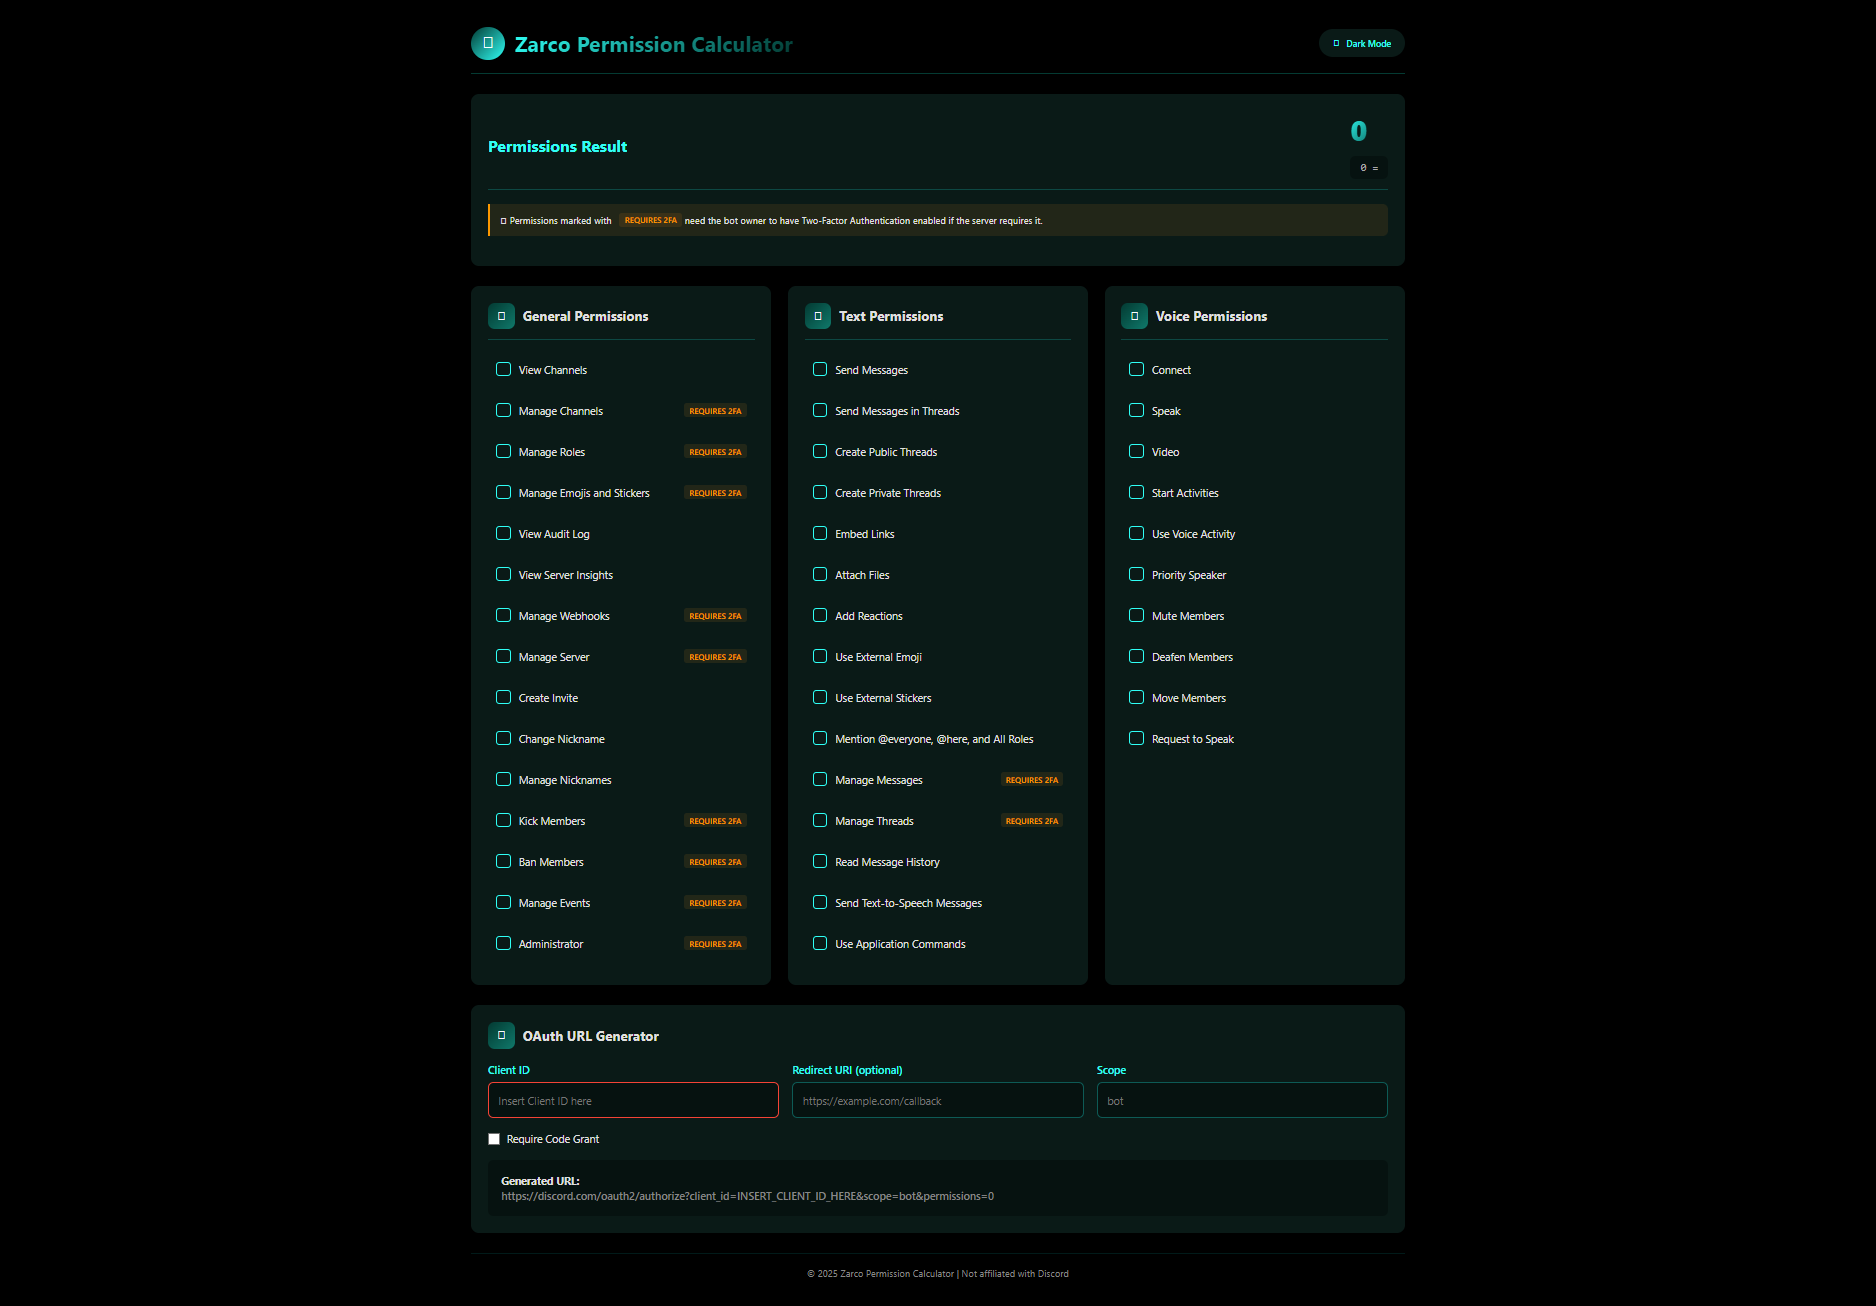 Zarco Permission Calculator
Dark Mode
Permissions Result
0
0 =
Permissions marked with REQUIRES 2FA need the bot owner to have Two-Factor Authentication enabled if the server requires it.
General Permissions
View Channels
Manage Channels REQUIRES 2FA
Manage Roles REQUIRES 2FA
Manage Emojis and Stickers REQUIRES 2FA
View Audit Log
View Server Insights
Manage Webhooks REQUIRES 2FA
Manage Server REQUIRES 2FA
Create Invite
Change Nickname
Manage Nicknames
Kick Members REQUIRES 2FA
Ban Members REQUIRES 2FA
Manage Events REQUIRES 2FA
Administrator REQUIRES 2FA
Text Permissions
Send Messages
Send Messages in Threads
Create Public Threads
Create Private Threads
Embed Links
Attach Files
Add Reactions
Use External Emoji
Use External Stickers
Mention @everyone, @here, and All Roles
Manage Messages REQUIRES 2FA
Manage Threads REQUIRES 2FA
Read Message History
Send Text-to-Speech Messages
Use Application Commands
Voice Permissions
Connect
Speak
Video
Start Activities
Use Voice Activity
Priority Speaker
Mute Members
Deafen Members
Move Members
Request to Speak
OAuth URL Generator
Client ID
Insert Client ID here
Redirect URI (optional)
https://example.com/callback
Scope
bot
Require Code Grant
Generated URL:
https://discord.com/oauth2/authorize?client_id=INSERT_CLIENT_ID_HERE&scope=bot&permissions=0
© 2025 Zarco Permission Calculator | Not affiliated with Discord